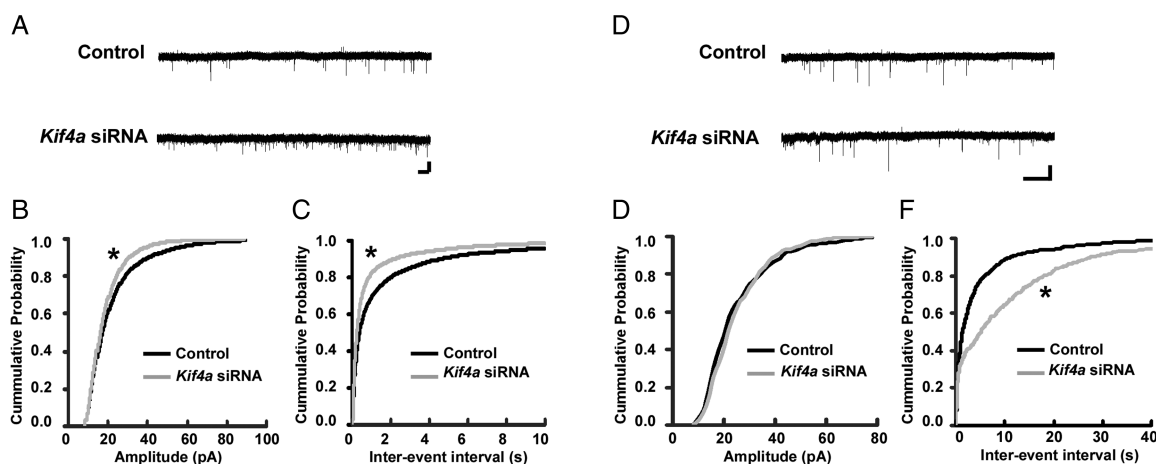 A
Control
Kif4a siRNA
D
Control
Kif4a siRNA
B
Cummulative Probability
1.0
0.8
0.6
0.4
0.2
0.0
Control
Kif4a siRNA
0 20 40 60 80 100
Amplitude (pA)
C
Cummulative Probability
1.0
0.8
0.6
0.4
0.2
0.0
*
Control
Kif4a siRNA
0 2 4 6 8 10
Inter-event interval (s)
*
D
Cummulative Probability
1.0
0.8
0.6
0.4
0.2
0.0
Control
Kif4a siRNA
0 20 40 60 80
Amplitude (pA)
F
Cummulative Probability
1.0
0.8
0.6
0.4
0.2
0.0
*
Control
Kif4a siRNA
0 10 20 30 40
Inter-event interval (s)